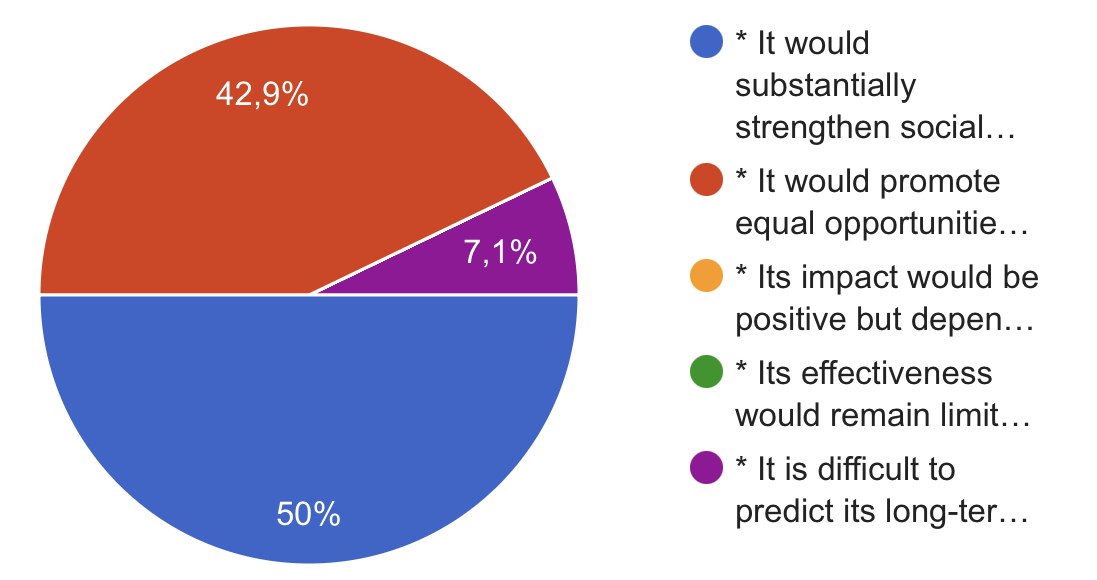 42,9%
7,1%
50%
* It would
substantially
strengthen social…
* It would promote
equal opportunitie…
* Its impact would be
positive but depen…
* Its effectiveness
would remain limit…
* It is difficult to
predict its long-ter…